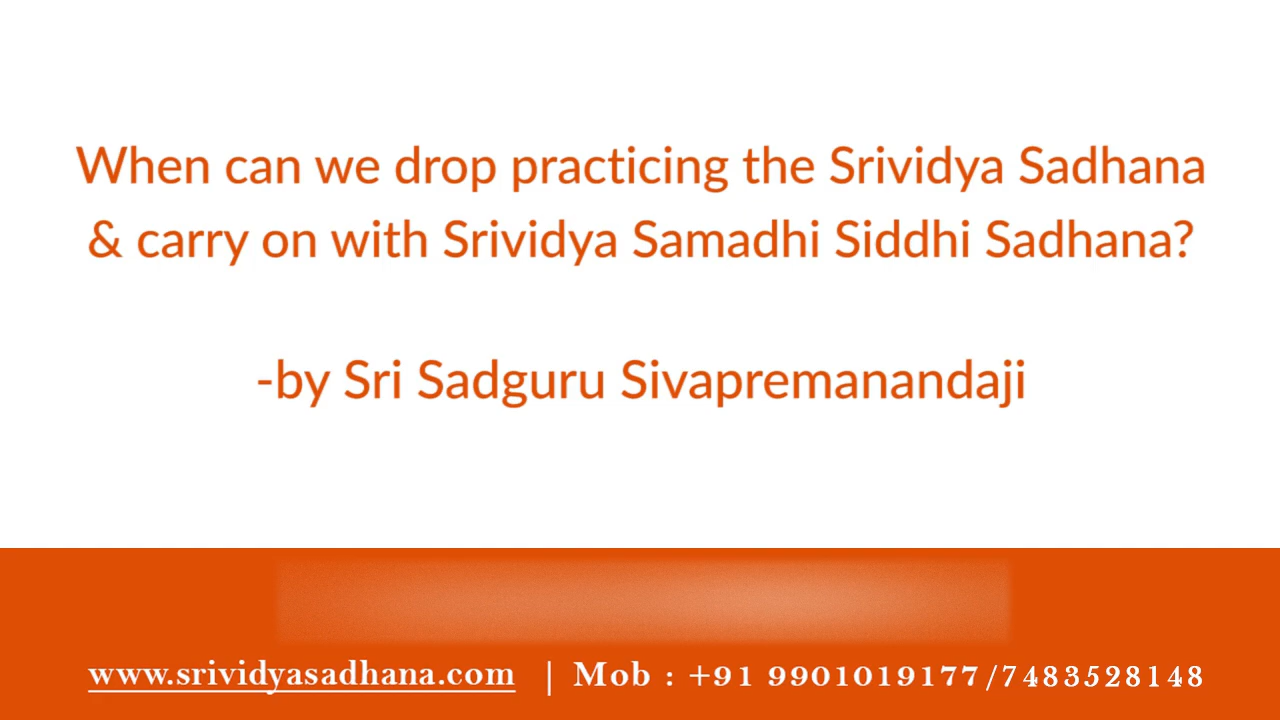 When can we drop practicing the Srividya Sadhana
& carry on with Srividya Samadhi Siddhi Sadhana?
-by Sri Sadguru Sivapremanandaji
www.srividyasadhana.com | Mob : +91 9901019177/7483528148